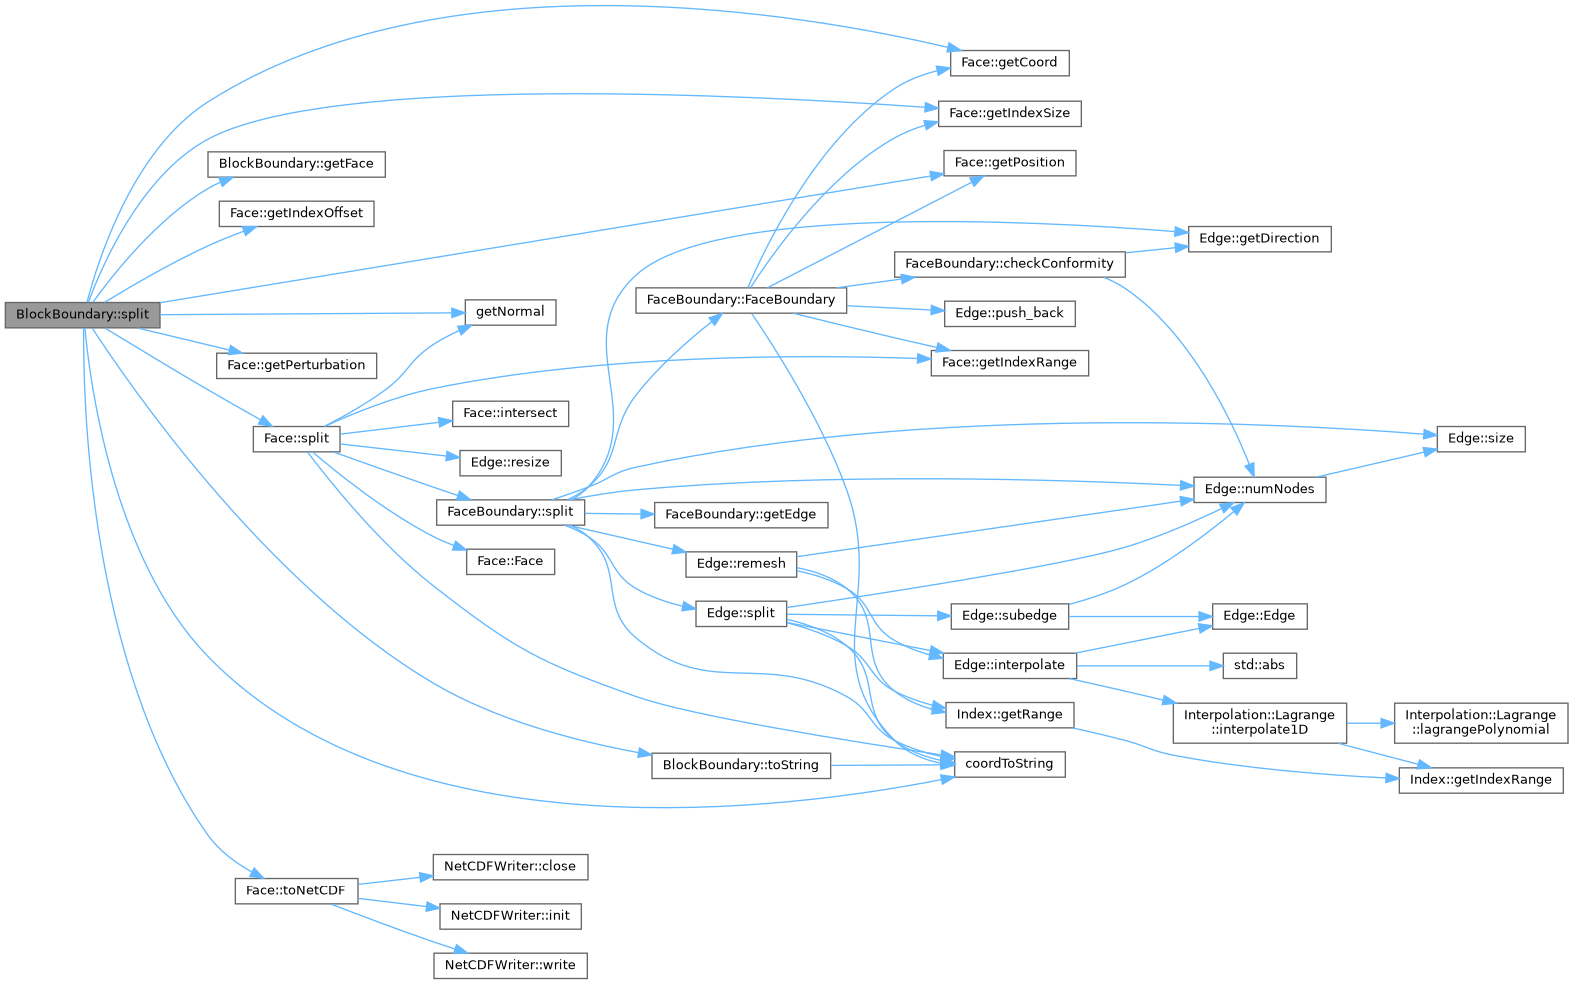 Face::getCoord
Face::getIndexSize
BlockBoundary::getFace
Face::getPosition
Face::getIndexOffset
Edge::getDirection
FaceBoundary::checkConformity
FaceBoundary::FaceBoundary
BlockBoundary::split
getNormal
Edge::push_back
Face::getPerturbation
Face::getIndexRange
Face::intersect
Face::split
Edge::size
Edge::resize
Edge::numNodes
FaceBoundary::split
FaceBoundary::getEdge
Face::Face
Edge::remesh
Edge::split
Edge::subedge
Edge::Edge
Edge::interpolate
std::abs
Index::getRange
Interpolation::Lagrange
::interpolate1D
Interpolation::Lagrange
::lagrangePolynomial
BlockBoundary::toString
coordToString
Index::getIndexRange
NetCDFWriter::close
Face::toNetCDF
NetCDFWriter::init
NetCDFWriter::write